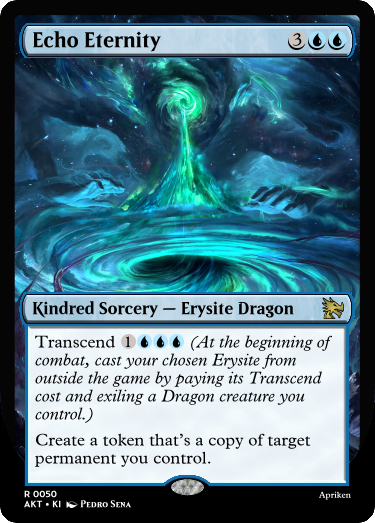 Echo Eternity 3
Kindred Sorcery — Erysite Dragon
Transcend 1 (At the beginning of
combat, cast your chosen Erysite from
outside the game by paying its Transcend
cost and exiling a Dragon creature you
control.)
Create a token that's a copy of target
permanent you control.
R 0050
AKT • KI Pedro Sena
Apriken